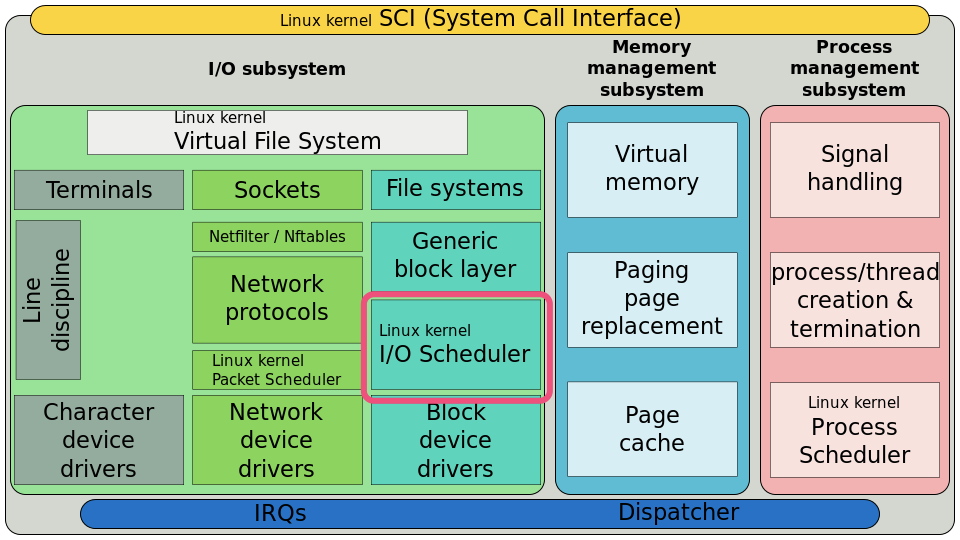 Linux kernel SCI (System Call Interface)
I/O subsystem
Memory
management
subsystem
Process
management
subsystem
Linux kernel
Virtual File System
Terminals
Sockets
File systems
Line
discipline
Netfilter / Nftables
Network
protocols
Linux kernel
Packet Scheduler
Generic
block layer
Linux kernel
I/O Scheduler
Character
device
drivers
Network
device
drivers
Block
device
drivers
Virtual
memory
Paging
page
replacement
Page
cache
Signal
handling
process/thread
creation &
termination
Linux kernel
Process
Scheduler
IRQs
Dispatcher